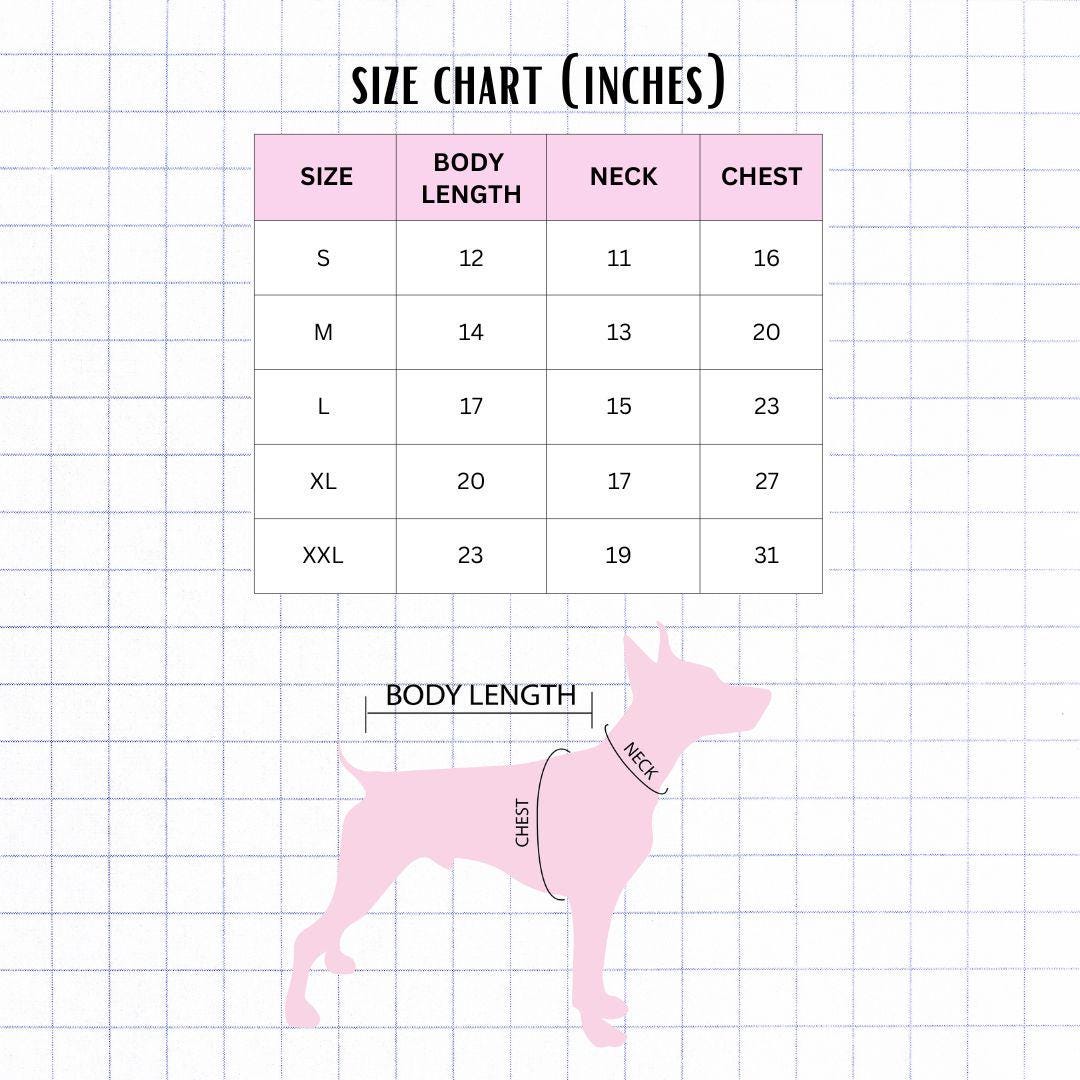 SIZE CHART (INCHES)
SIZE BODY LENGTH NECK CHEST
S 12 11 16
M 14 13 20
L 17 15 23
XL 20 17 27
XXL 23 19 31
BODY LENGTH
NECK
CHEST